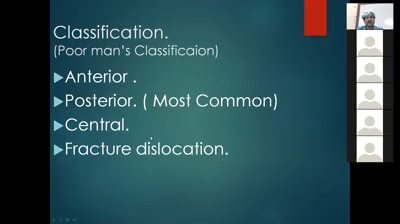 Classification.
(Poor man's Classificaion)
Anterior .
Posterior. ( Most Common)
Central.
Fracture dislocation.